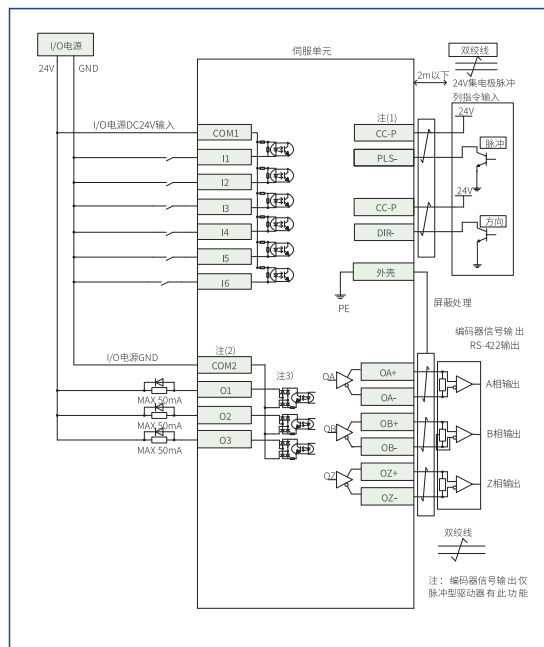 I/O电源
24V
GND
伺服单元
双绞线
2m以下
24V集电极脉冲
列指令输入
I/O电源DC24V输入
注(1)
24V
COM1
CC-P
脉冲
I1
PLS-
I2
24V
I3
CC-P
方向
I4
DIR-
I5
外壳
I6
PE
屏蔽处理
编码器信号输出
RS-422输出
I/O电源GND
注(2)
COM2
注3)
OA
OA+
A相输出
O1
OA-
MAX 50mA
O2
OB
OB+
B相输出
MAX 50mA
O3
OB-
MAX 50mA
OZ
OZ+
Z相输出
OZ-
双绞线
注：编码器信号输出仅
脉冲型驱动器有此功能